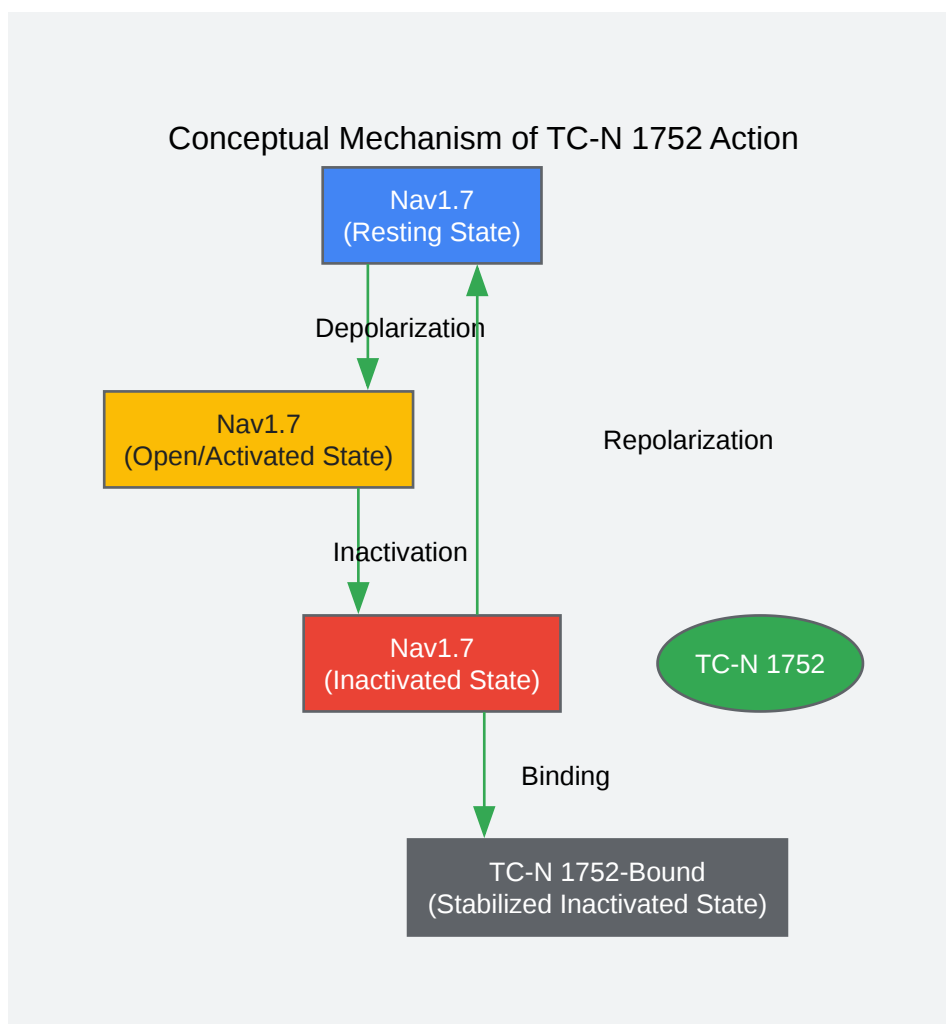 Conceptual Mechanism of TC-N 1752 Action
Nav1.7
(Resting State)
Depolarization
Nav1.7
(Open/Activated State)
Repolarization
Inactivation
Nav1.7
(Inactivated State)
TC-N 1752
Binding
TC-N 1752-Bound
(Stabilized Inactivated State)